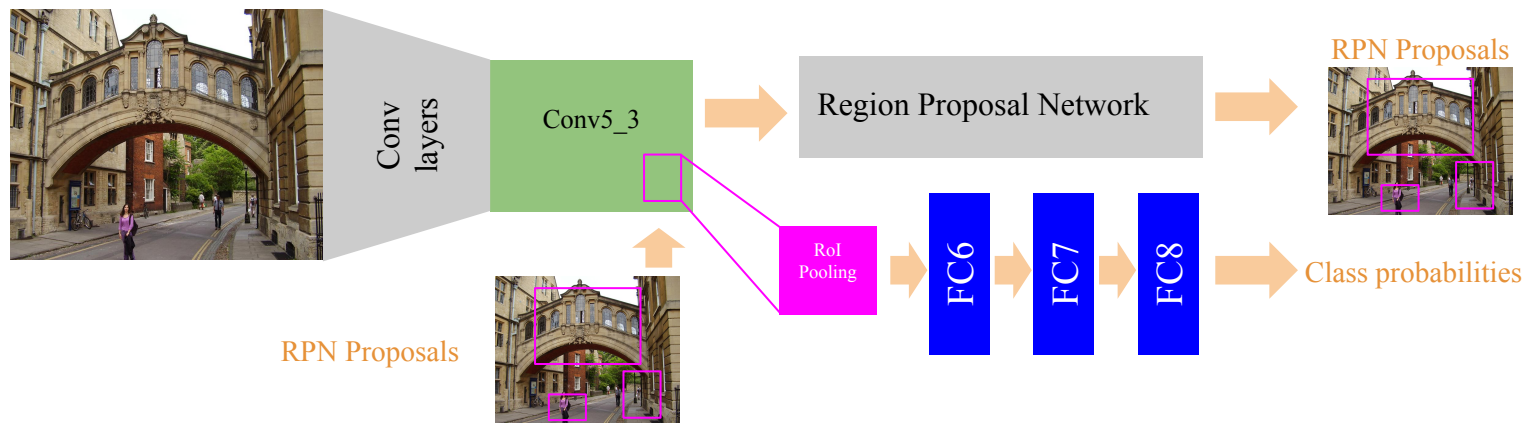 Conv
layers
Conv5_3
Region Proposal Network
RPN Proposals
RoI
Pooling
FC6
FC7
FC8
Class probabilities
RPN Proposals